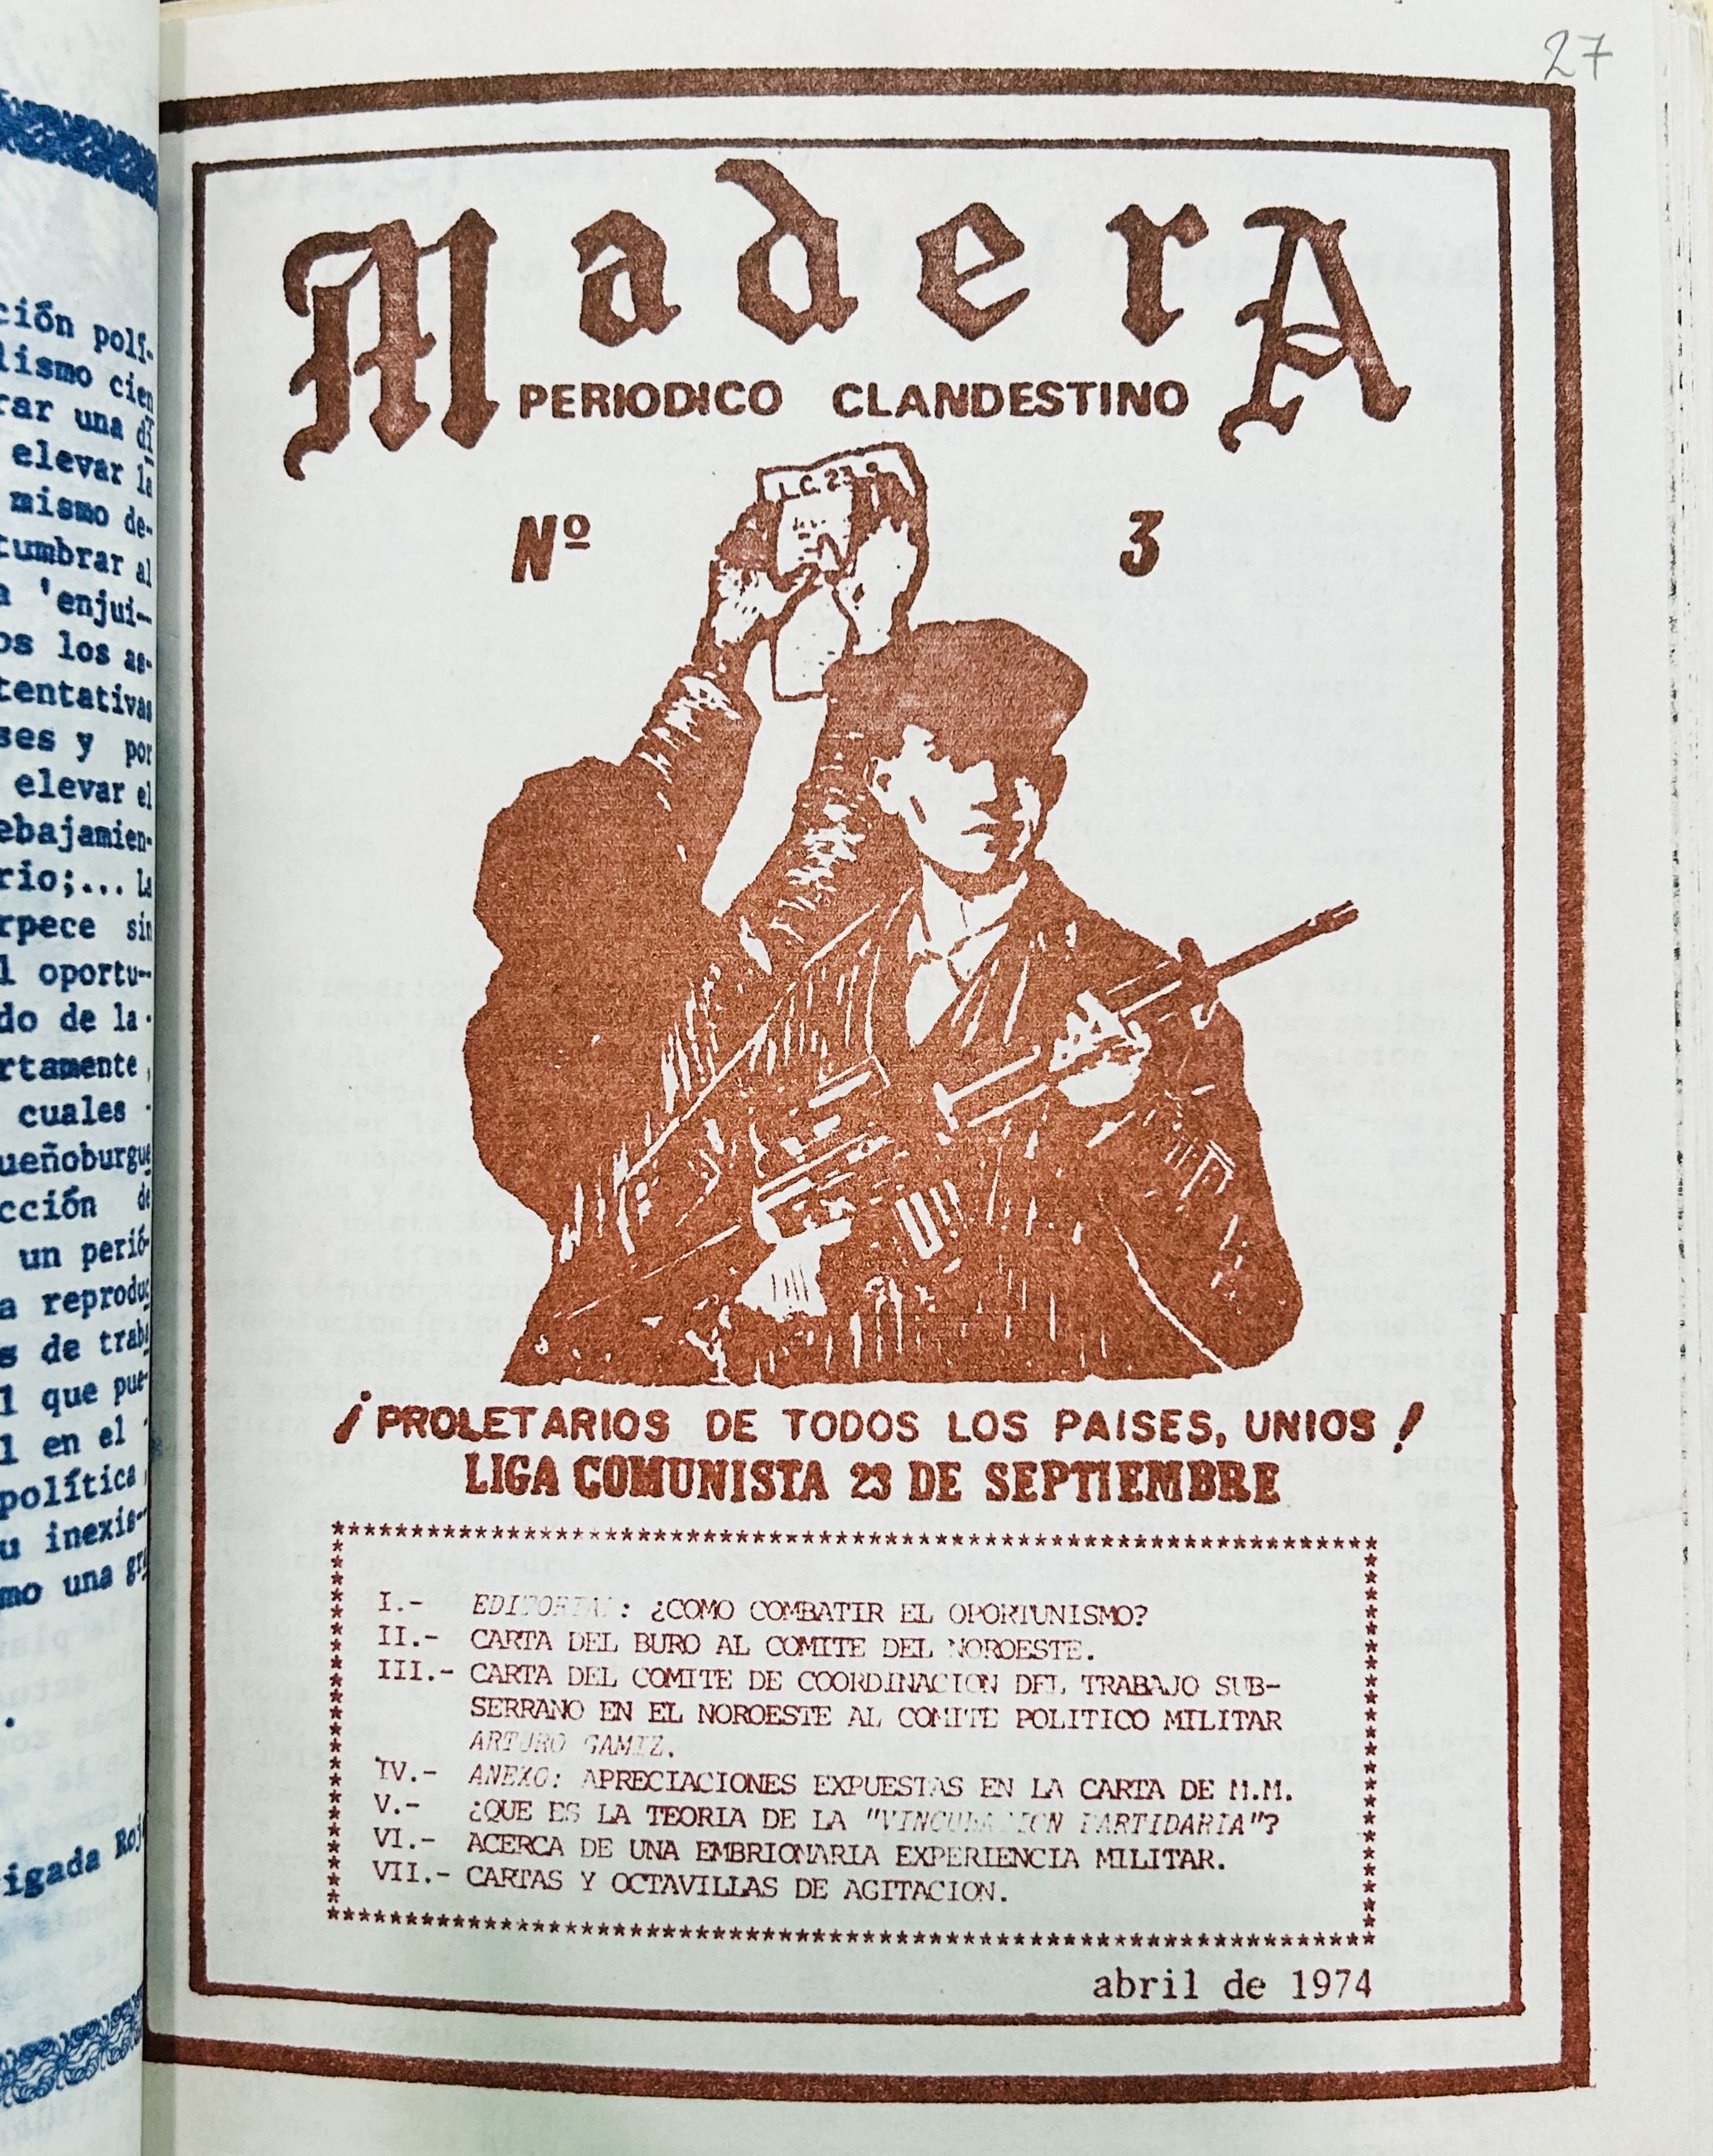 ción polí-
lismo cien
rar una di
elevar la
mismo de-
tumbrar al
a 'enjui-
os los as-
tentativas
ses y por
elevar el
ebajamien-
rio;... La
rpece sin
l oportu-
do de la
rtamente,
cuales
ueñoburgue
cción de
un perió-
a reproduc
s de traba
l que pue-
l en el
política,
u inexis-
mo una gra
igada Roja
27
MaderA
PERIODICO CLANDESTINO
L.C. 23 S
Nº 3
¡PROLETARIOS DE TODOS LOS PAISES, UNIOS!
LIGA COMUNISTA 23 DE SEPTIEMBRE
I.- EDITORIAL: ¿COMO COMBATIR EL OPORTUNISMO?
II.- CARTA DEL BURO AL COMITE DEL NOROESTE.
III.- CARTA DEL COMITE DE COORDINACION DEL TRABAJO SUB-
SERRANO EN EL NOROESTE AL COMITE POLITICO MILITAR
ARTURO GAMIZ.
IV.- ANEXO: APRECIACIONES EXPUESTAS EN LA CARTA DE M.M.
V.- ¿QUE ES LA TEORIA DE LA "VINCULACION PARTIDARIA"?
VI.- ACERCA DE UNA EMBRIONARIA EXPERIENCIA MILITAR.
VII.- CARTAS Y OCTAVILLAS DE AGITACION.
abril de 1974